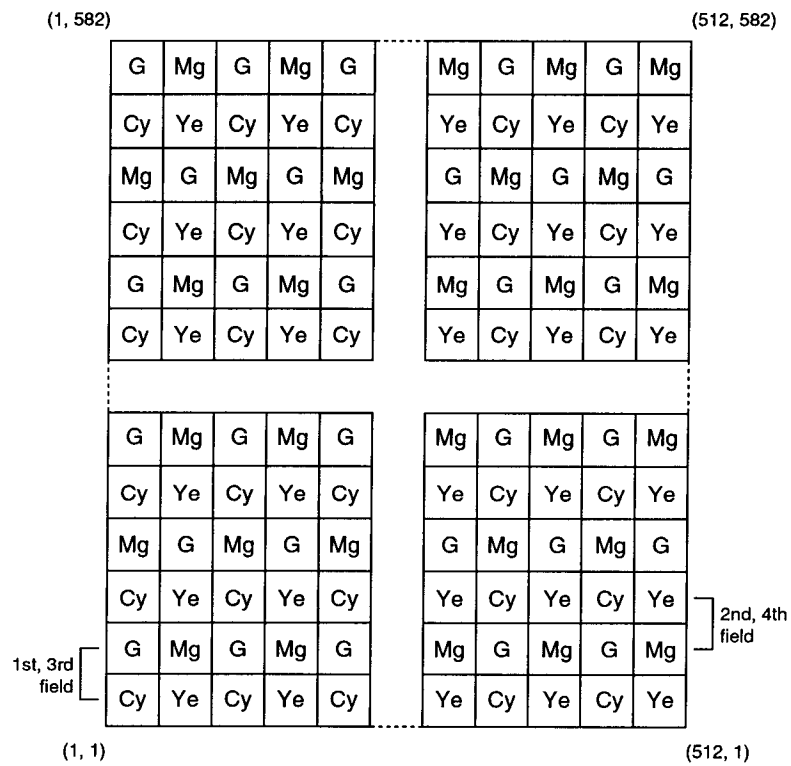 (1, 582) (512, 582)
G Mg G Mg G Mg G Mg G Mg
Cy Ye Cy Ye Cy Ye Cy Ye Cy Ye
Mg G Mg G Mg G Mg G Mg G
Cy Ye Cy Ye Cy Ye Cy Ye Cy Ye
G Mg G Mg G Mg G Mg G Mg
Cy Ye Cy Ye Cy Ye Cy Ye Cy Ye
G Mg G Mg G Mg G Mg G Mg
Cy Ye Cy Ye Cy Ye Cy Ye Cy Ye
Mg G Mg G Mg G Mg G Mg G
Cy Ye Cy Ye Cy Ye Cy Ye Cy Ye
2nd, 4th
field
G Mg G Mg G Mg G Mg G Mg
1st, 3rd
field
Cy Ye Cy Ye Cy Ye Cy Ye Cy Ye
(1, 1) (512, 1)